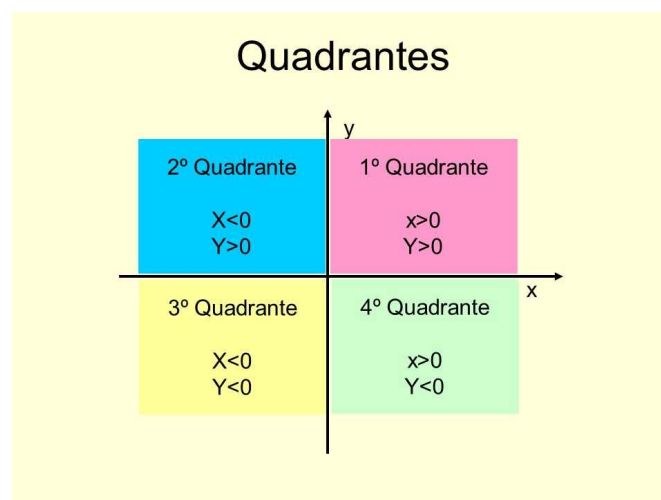 Quadrantes
y
2º Quadrante
X<0
Y>0
1º Quadrante
x>0
Y>0
x
3º Quadrante
X<0
Y<0
4º Quadrante
x>0
Y<0